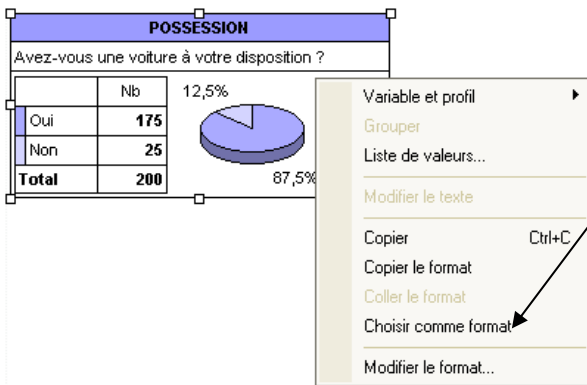 POSSESSION
Avez-vous une voiture à votre disposition ?
Nb
Oui 175
Non 25
Total 200
12,5%
87,5%
Variable et profil
Grouper
Liste de valeurs...
Modifier le texte
Copier Ctrl+C
Copier le format
Coller le format
Choisir comme format
Modifier le format...